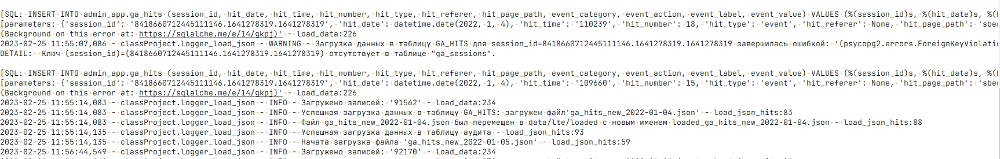 [SQL: INSERT INTO admin_app.ga_hits (session_id, hit_date, hit_time, hit_number, hit_type, hit_referer, hit_page_path, event_category, event_action, event_label, event_value) VALUES (%(session_id)s, %(hit_date)s, %(h
[parameters: {'session_id': '8418660712445111146.1641278319.1641278319', 'hit_date': datetime.date(2022, 1, 4), 'hit_time': '110239', 'hit_number': 18, 'hit_type': 'event', 'hit_referer': None, 'hit_page_path': 'sber
(Background on this error at: https://sqlalche.me/e/14/gkpj)' - load_data:226
2023-02-25 11:55:07,086 - classProject.logger_load_json - WARNING - Загрузка данных в таблицу GA_HITS для session_id=8418660712445111146.1641278319.1641278319 завершилась ошибкой: '(psycopg2.errors.ForeignKeyViolatio
DETAIL:  Ключ (session_id)=(8418660712445111146.1641278319.1641278319) отсутствует в таблице "ga_sessions".
[SQL: INSERT INTO admin_app.ga_hits (session_id, hit_date, hit_time, hit_number, hit_type, hit_referer, hit_page_path, event_category, event_action, event_label, event_value) VALUES (%(session_id)s, %(hit_date)s, %(h
[parameters: {'session_id': '8418660712445111146.1641278319.1641278319', 'hit_date': datetime.date(2022, 1, 4), 'hit_time': '109660', 'hit_number': 15, 'hit_type': 'event', 'hit_referer': None, 'hit_page_path': 'sber
(Background on this error at: https://sqlalche.me/e/14/gkpj)' - load_data:226
2023-02-25 11:55:14,083 - classProject.logger_load_json - INFO - Загружено записей: '91562' - load_data:234
2023-02-25 11:55:14,083 - classProject.logger_load_json - INFO - Успешная загрузка данных в таблицу GA_HITS: загружен файл'ga_hits_new_2022-01-04.json' - load_json_hits:83
2023-02-25 11:55:14,083 - classProject.logger_load_json - INFO - Файл ga_hits_new_2022-01-04.json был перемещен в data/lte/loaded с новым именем loaded_ga_hits_new_2022-01-04.json - load_json_hits:88
2023-02-25 11:55:14,135 - classProject.logger_load_json - INFO - Успешная загрузка данных в таблицу аудита - load_json_hits:93
2023-02-25 11:55:14,135 - classProject.logger_load_json - INFO - Начата загрузка файла 'ga_hits_new_2022-01-05.json' - load_json_hits:59
2023-02-25 11:56:44,549 - classProject.logger_load_json - INFO - Загружено записей: '92170' - load_data:234